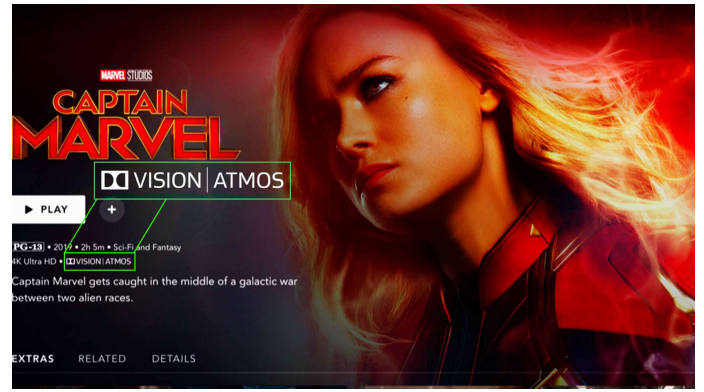 MARVEL STUDIOS
CAPTAIN
MARVEL
VISION | ATMOS
PLAY
+
PG-13 • 2019 • 2h 5m • Sci-Fi and Fantasy
4K Ultra HD • VISION | ATMOS
Captain Marvel gets caught in the middle of a galactic war
between two alien races.
EXTRAS RELATED DETAILS